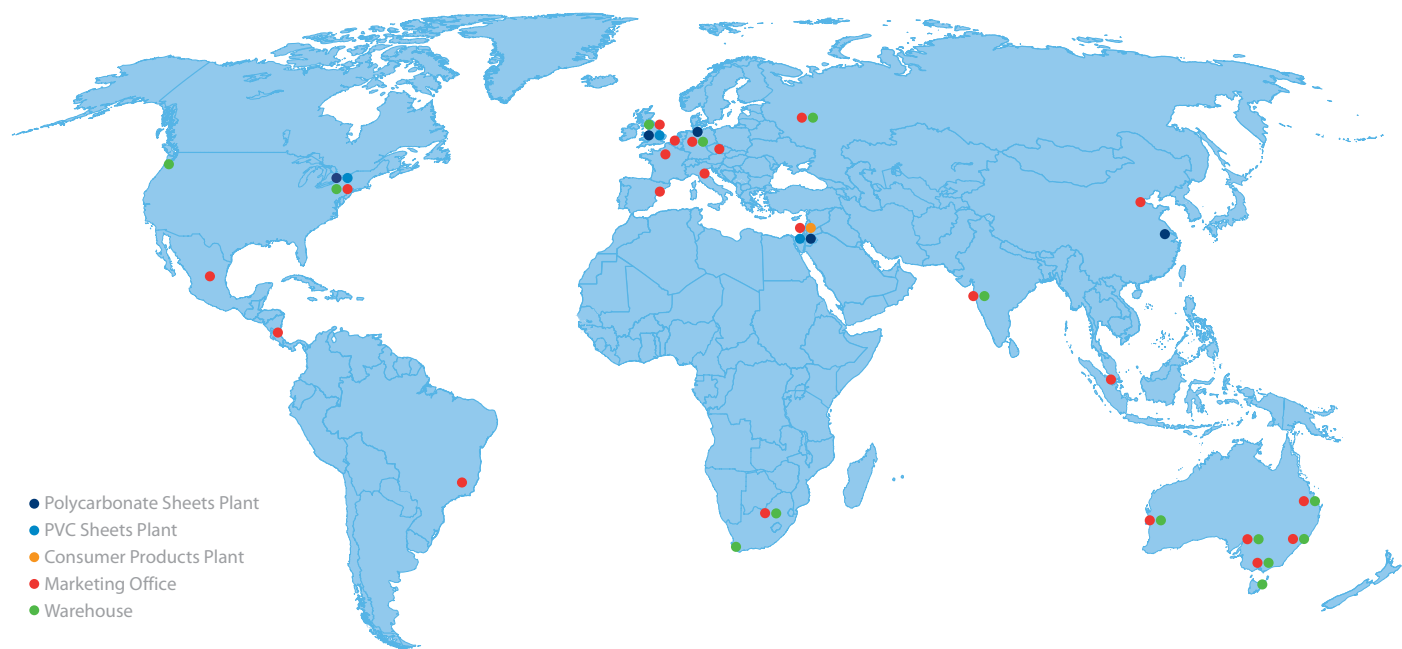 Polycarbonate Sheets Plant
PVC Sheets Plant
Consumer Products Plant
Marketing Office
Warehouse